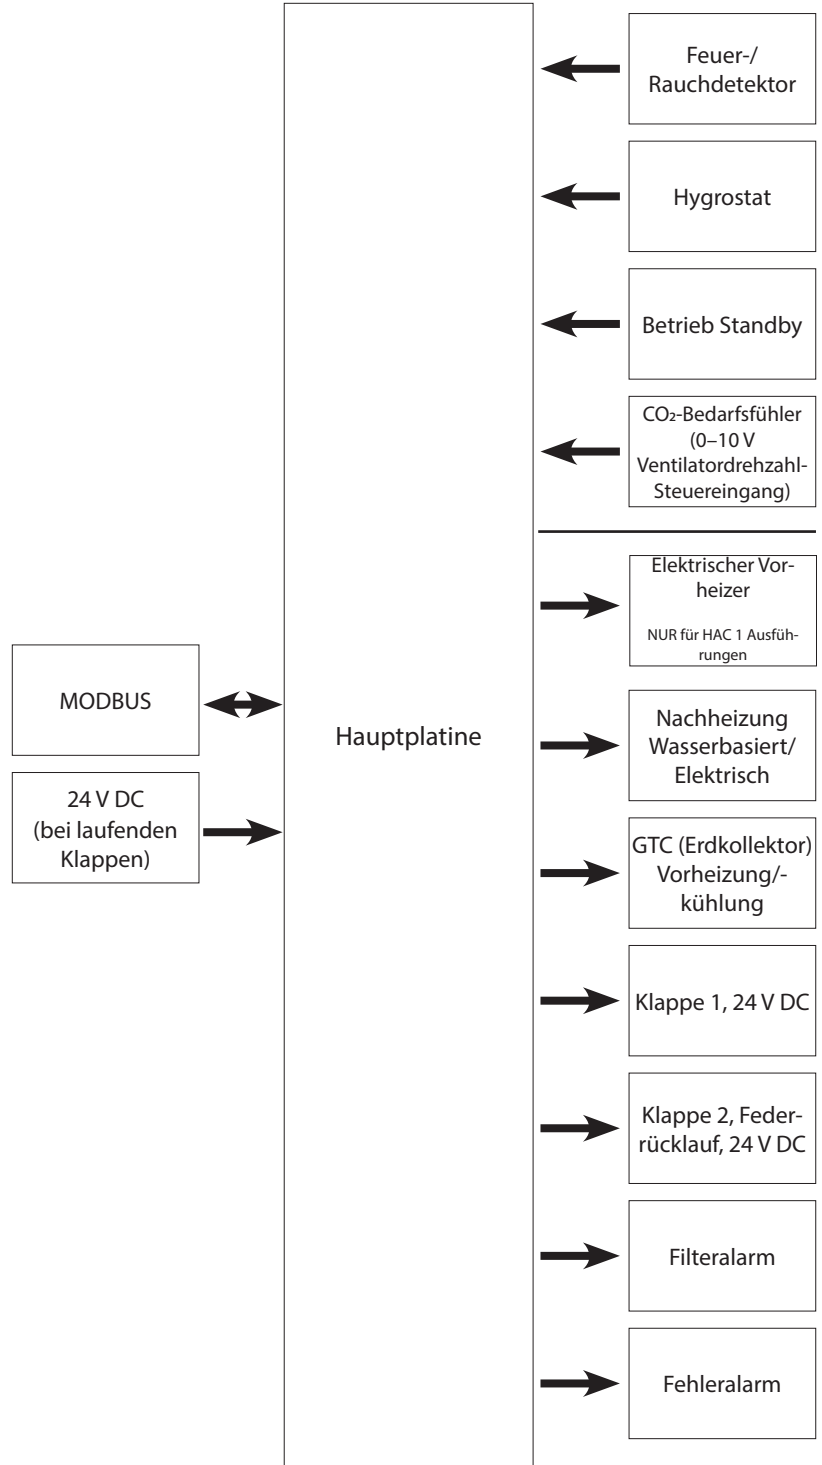 Feuer-/
Rauchdetektor
Hygrostat
Betrieb Standby
CO₂-Bedarfsfühler
(0–10 V
Ventilatordrehzahl-
Steuereingang)
Elektrischer Vor-
heizer
NUR für HAC 1 Ausfüh-
rungen
MODBUS
Hauptplatine
Nachheizung
Wasserbasiert/
Elektrisch
24 V DC
(bei laufenden
Klappen)
GTC (Erdkollektor)
Vorheizung/-
kühlung
Klappe 1, 24 V DC
Klappe 2, Feder-
rücklauf, 24 V DC
Filteralarm
Fehleralarm